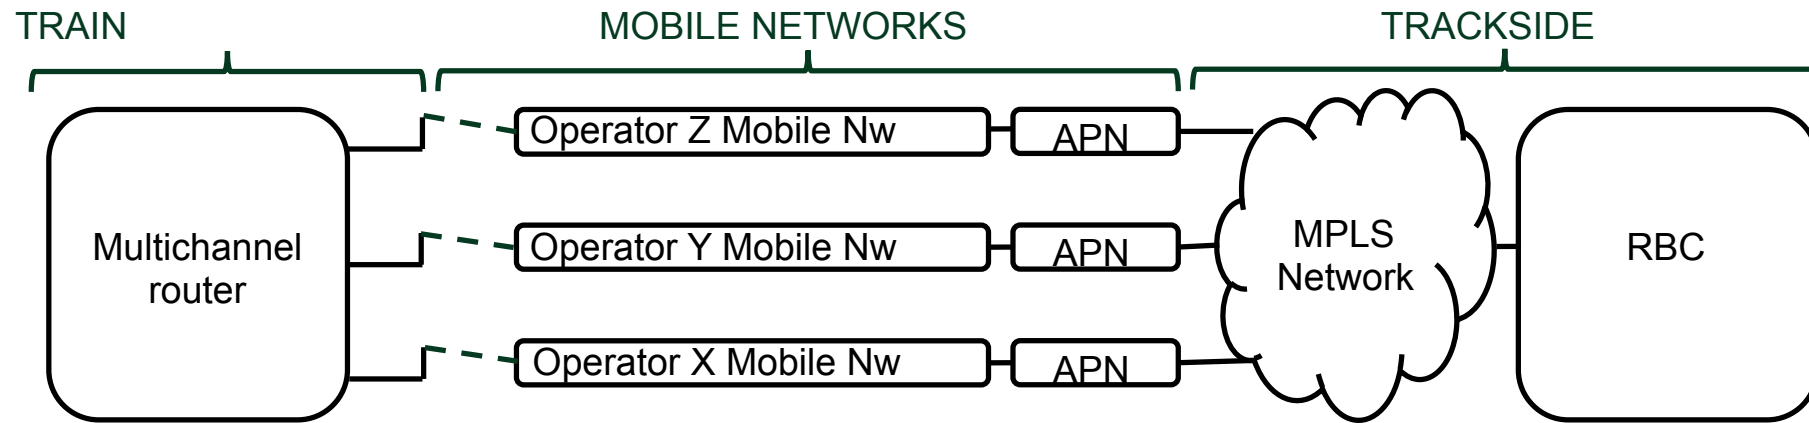 TRAIN MOBILE NETWORKS TRACKSIDE
Operator Z Mobile Nw APN
Multichannel
router
Operator Y Mobile Nw APN
MPLS
Network
RBC
Operator X Mobile Nw APN